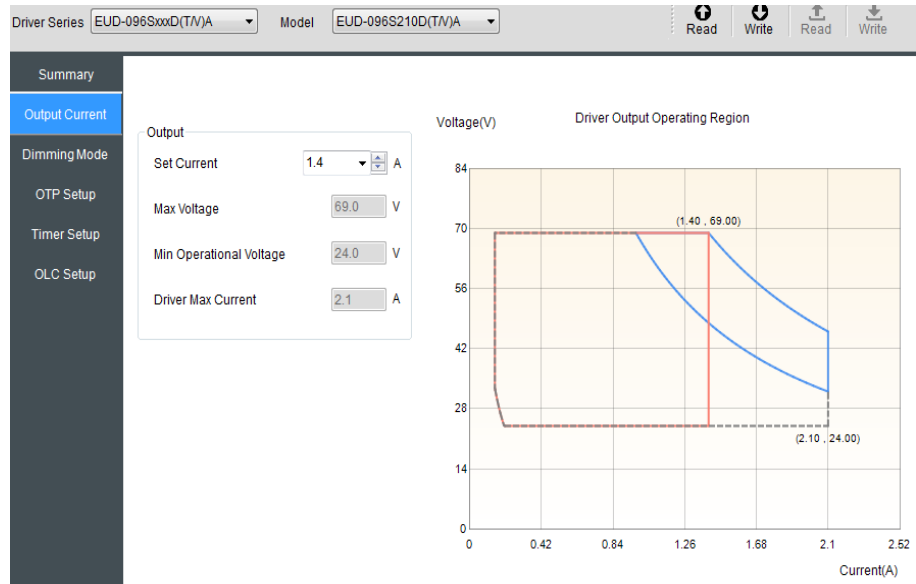 Driver Series EUD-096SxxxD(T/V)A Model EUD-096S210D(T/V)A Read Write Read Write
Summary
Output Current
Dimming Mode
OTP Setup
Timer Setup
OLC Setup
Output
Set Current 1.4 A
Max Voltage 69.0 V
Min Operational Voltage 24.0 V
Driver Max Current 2.1 A
Voltage(V) Driver Output Operating Region
84
70
56
42
28
14
0
(1.40 , 69.00)
(2.10 , 24.00)
0 0.42 0.84 1.26 1.68 2.1 2.52
Current(A)